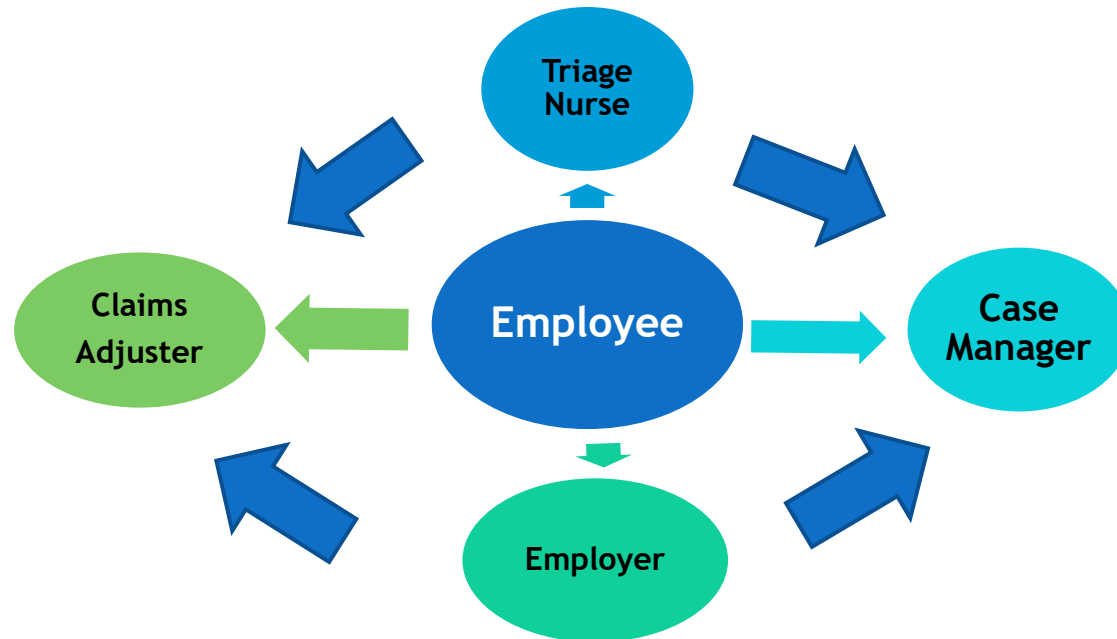 Triage
Nurse
Claims
Adjuster
Employee
Case
Manager
Employer